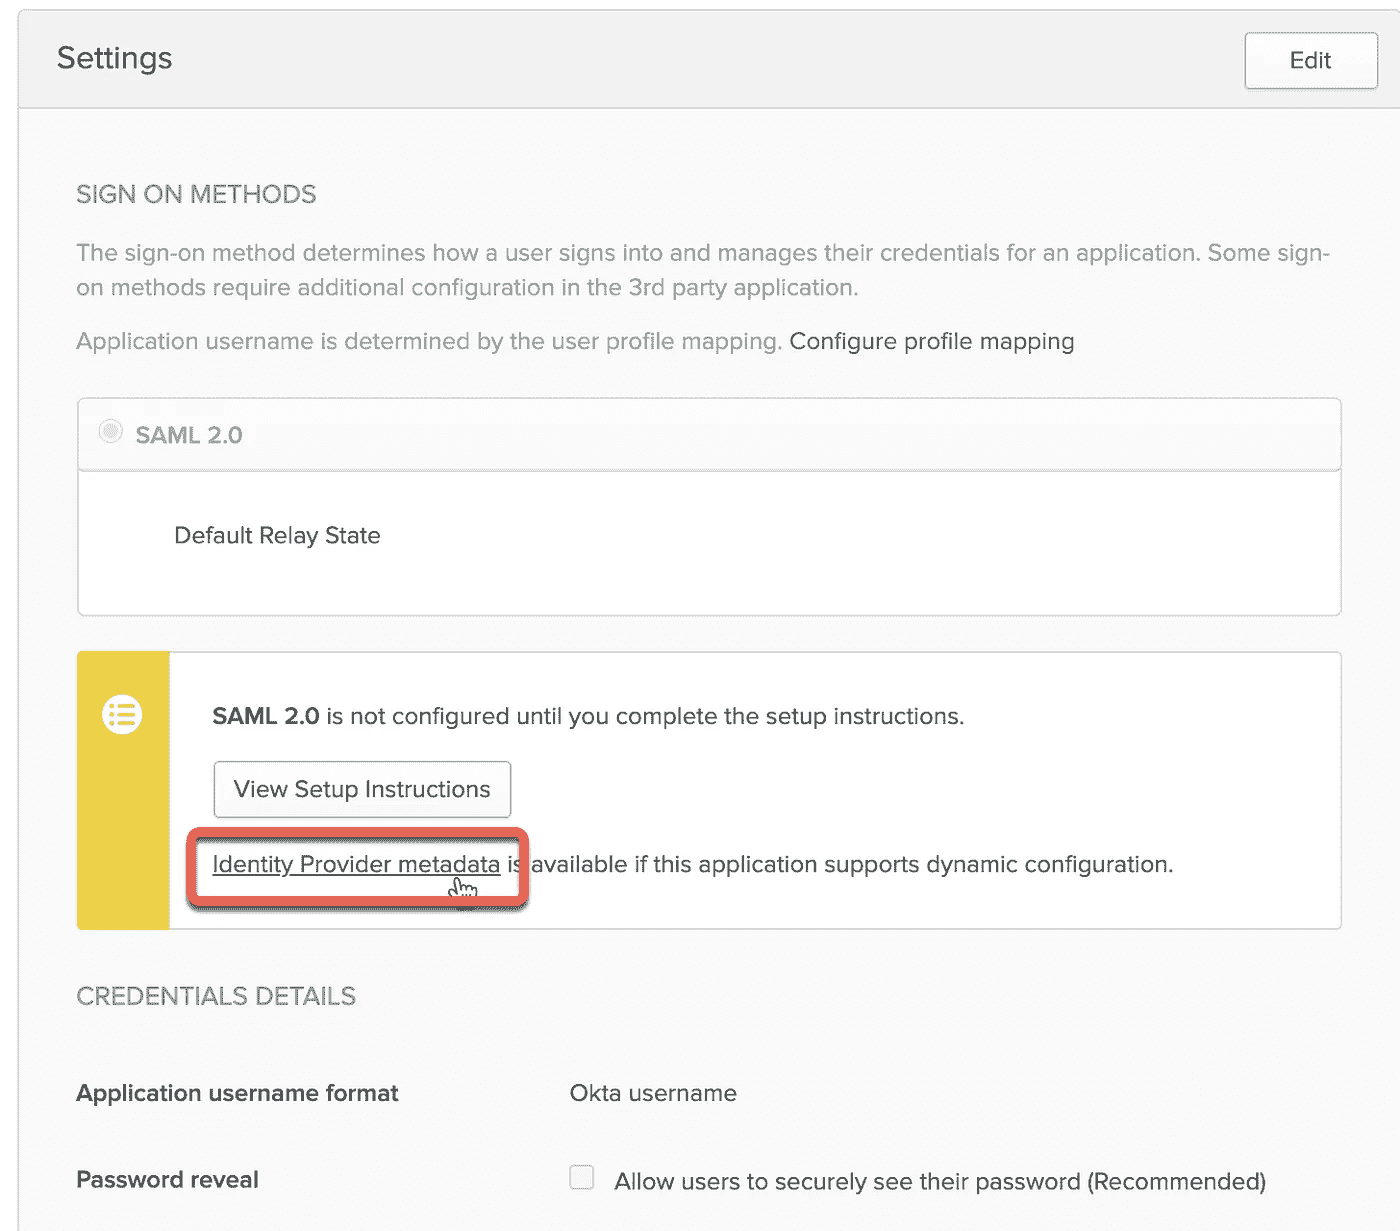 Settings
Edit
SIGN ON METHODS
The sign-on method determines how a user signs into and manages their credentials for an application. Some sign-
on methods require additional configuration in the 3rd party application.
Application username is determined by the user profile mapping. Configure profile mapping
SAML 2.0
Default Relay State
SAML 2.0 is not configured until you complete the setup instructions.
View Setup Instructions
Identity Provider metadata is available if this application supports dynamic configuration.
CREDENTIALS DETAILS
Application username format Okta username
Password reveal Allow users to securely see their password (Recommended)